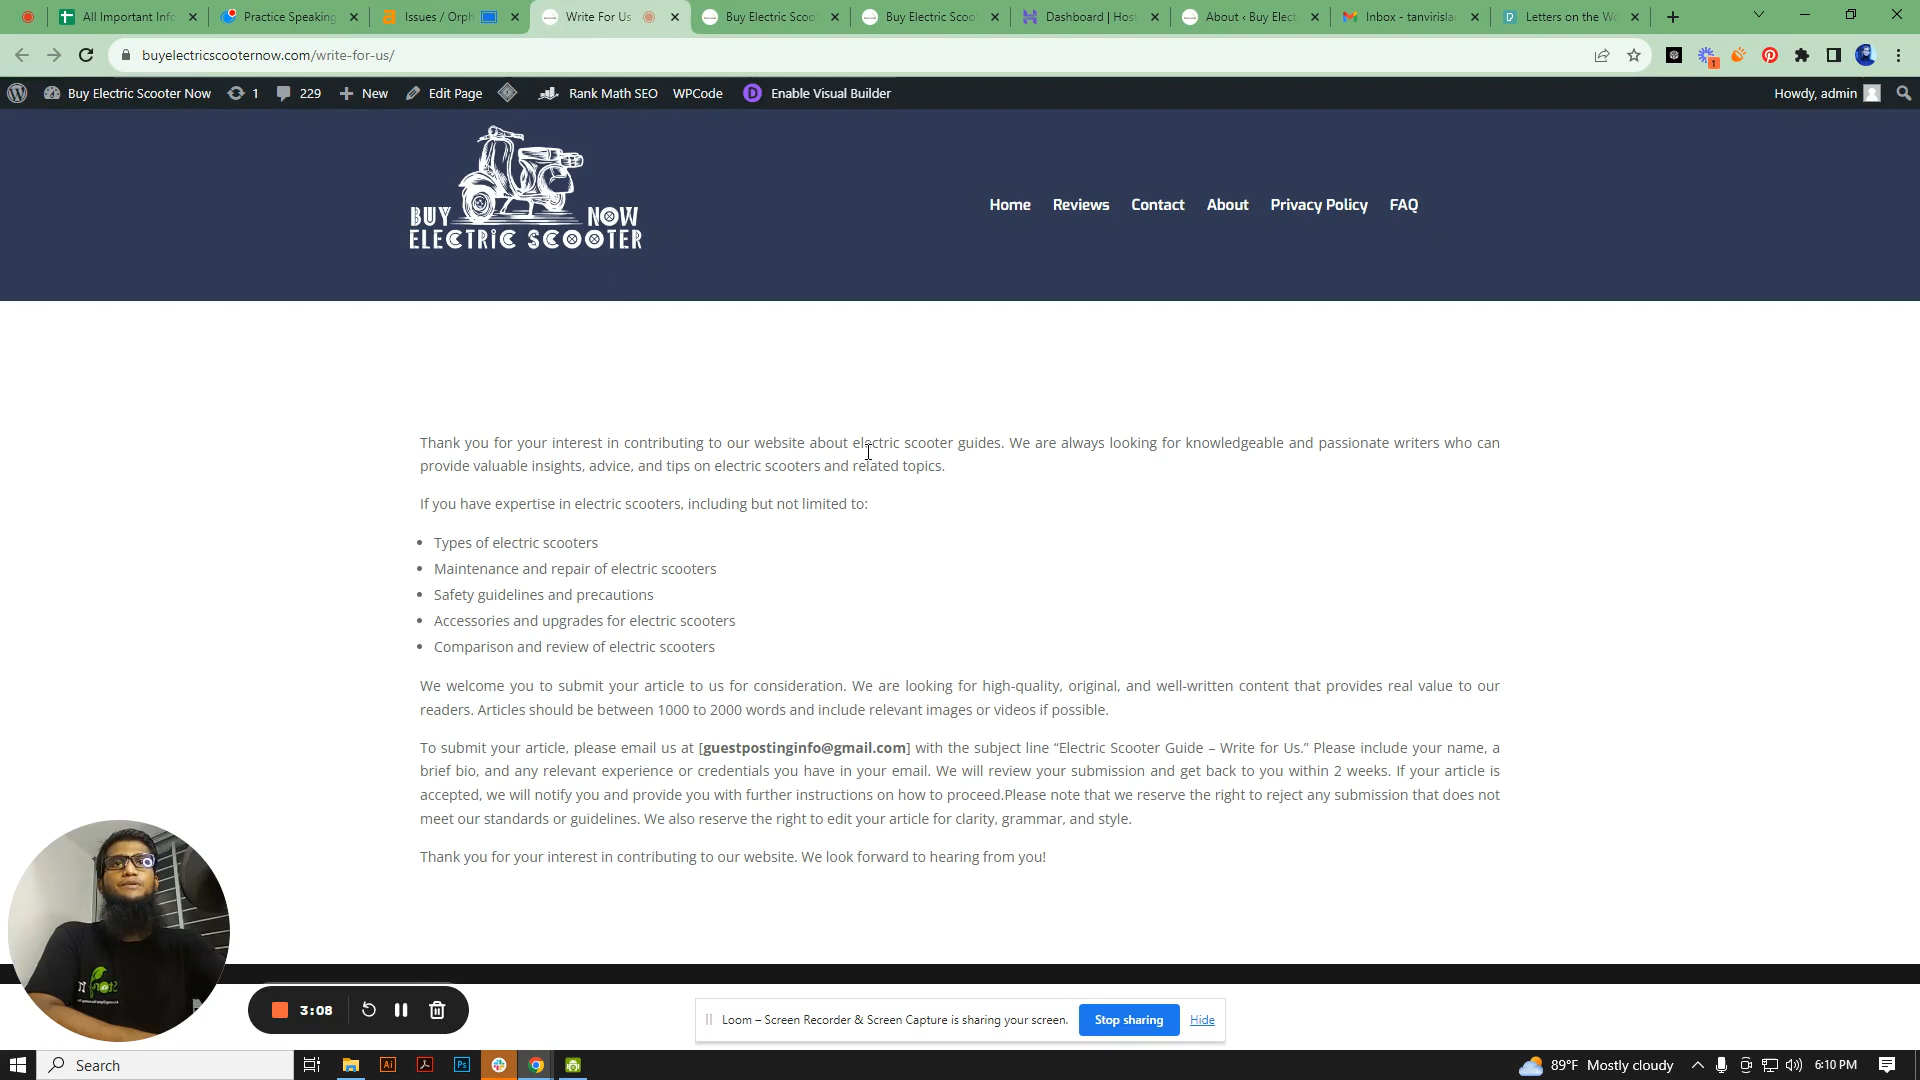 All Important Info
Practice Speaking
Issues / Orph
Write For Us
Buy Electric Scoo
Buy Electric Scoo
Dashboard | Hos
About ‹ Buy Elect
Inbox - tanvirislar
Letters on the Wo
buyelectricscooternow.com/write-for-us/
1
Buy Electric Scooter Now
1
229
New
Edit Page
Rank Math SEO
WPCode
D
Enable Visual Builder
Howdy, admin
BUY NOW
ELECTRIC SCOOTER
Home
Reviews
Contact
About
Privacy Policy
FAQ
Thank you for your interest in contributing to our website about electric scooter guides. We are always looking for knowledgeable and passionate writers who can
provide valuable insights, advice, and tips on electric scooters and related topics.
If you have expertise in electric scooters, including but not limited to:
• Types of electric scooters
• Maintenance and repair of electric scooters
• Safety guidelines and precautions
• Accessories and upgrades for electric scooters
• Comparison and review of electric scooters
We welcome you to submit your article to us for consideration. We are looking for high-quality, original, and well-written content that provides real value to our
readers. Articles should be between 1000 to 2000 words and include relevant images or videos if possible.
To submit your article, please email us at [guestpostinginfo@gmail.com] with the subject line “Electric Scooter Guide – Write for Us.” Please include your name, a
brief bio, and any relevant experience or credentials you have in your email. We will review your submission and get back to you within 2 weeks. If your article is
accepted, we will notify you and provide you with further instructions on how to proceed.Please note that we reserve the right to reject any submission that does not
meet our standards or guidelines. We also reserve the right to edit your article for clarity, grammar, and style.
Thank you for your interest in contributing to our website. We look forward to hearing from you!
3:08
Loom – Screen Recorder & Screen Capture is sharing your screen.
Stop sharing
Hide
Search
Ai
Ps
89°F Mostly cloudy
6:10 PM